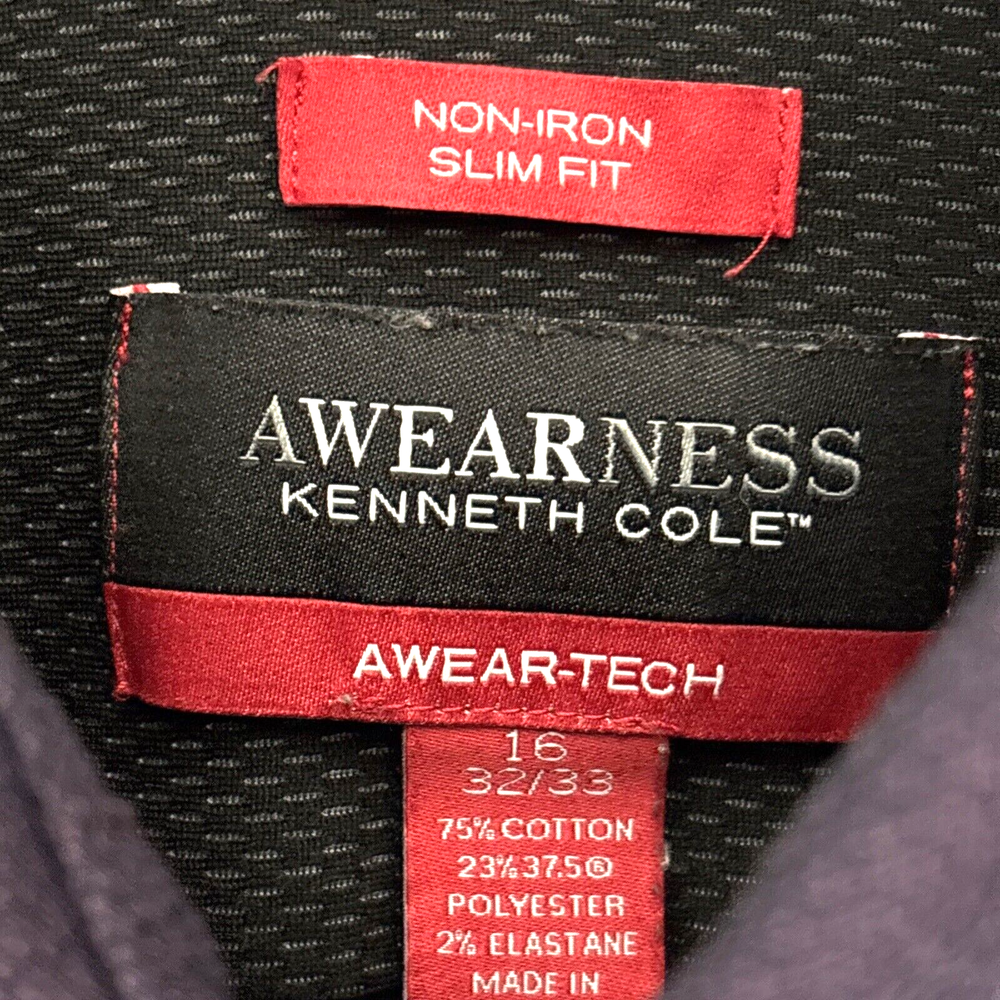 NON-IRON
SLIM FIT
AWEARNESS
KENNETH COLE™
AWEAR-TECH
16
32/33
75% COTTON
23% 37.5®
POLYESTER
2% ELASTANE
MADE IN